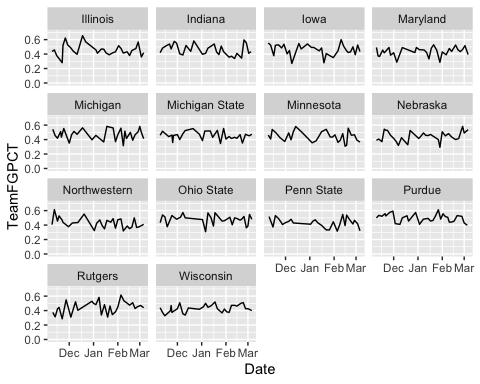 Illinois Indiana Iowa Maryland
0.6
0.4
0.2
0.0
Michigan Michigan State Minnesota Nebraska
0.6
0.4
0.2
0.0
TeamFGPCT
Northwestern Ohio State Penn State Purdue
0.6
0.4
0.2
0.0
Dec Jan Feb Mar Dec Jan Feb Mar
Rutgers Wisconsin
0.6
0.4
0.2
0.0
Dec Jan Feb Mar Dec Jan Feb Mar
Date